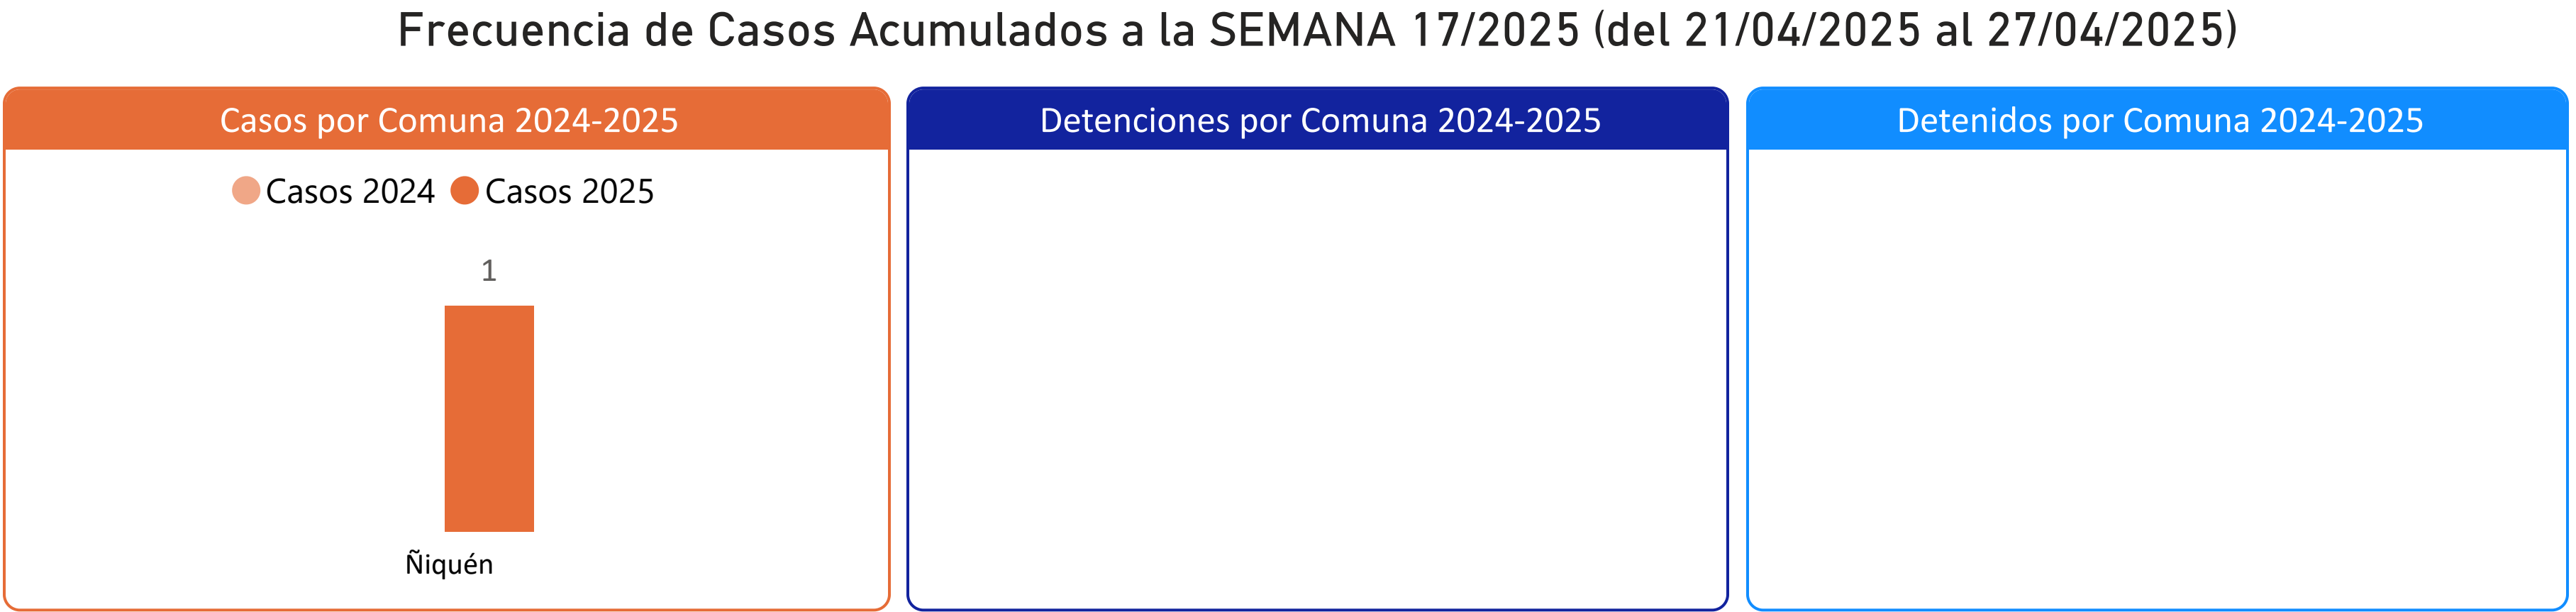 Frecuencia de Casos Acumulados a la SEMANA 17/2025 (del 21/04/2025 al 27/04/2025)
Casos por Comuna 2024-2025
Casos 2024 Casos 2025
1
Ñiquén
Detenciones por Comuna 2024-2025
Detenidos por Comuna 2024-2025